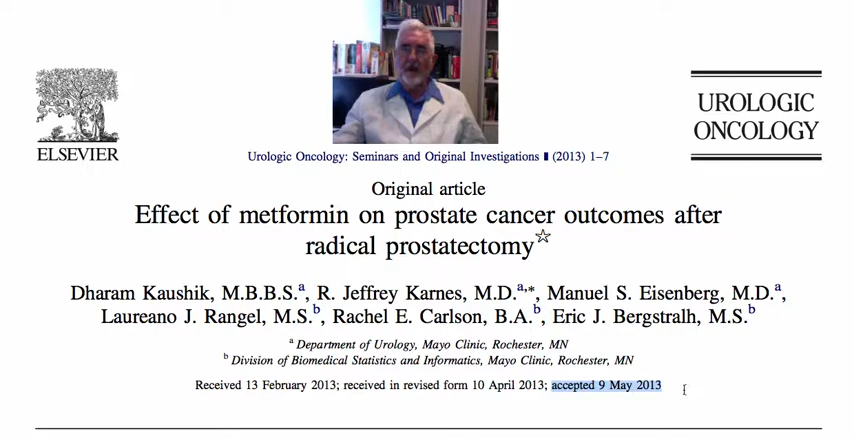 ELSEVIER
UROLOGIC
ONCOLOGY
Urologic Oncology: Seminars and Original Investigations ▮ (2013) 1–7
Original article
Effect of metformin on prostate cancer outcomes after
radical prostatectomy☆
Dharam Kaushik, M.B.B.S.a, R. Jeffrey Karnes, M.D.a,*, Manuel S. Eisenberg, M.D.a,
Laureano J. Rangel, M.S.b, Rachel E. Carlson, B.A.b, Eric J. Bergstralh, M.S.b
a Department of Urology, Mayo Clinic, Rochester, MN
b Division of Biomedical Statistics and Informatics, Mayo Clinic, Rochester, MN
Received 13 February 2013; received in revised form 10 April 2013; accepted 9 May 2013